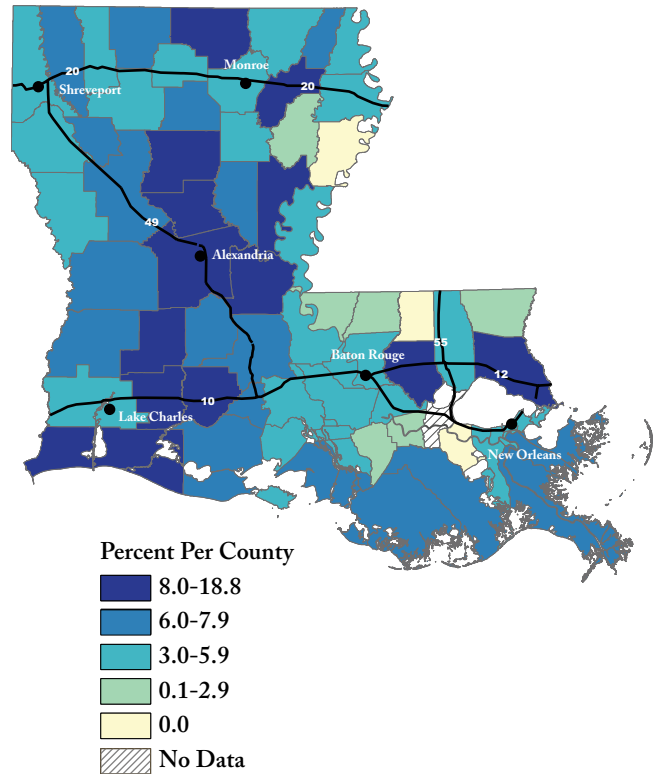 20
Monroe
Shreveport
20
49
Alexandria
55
Baton Rouge
12
10
Lake Charles
New Orleans
Percent Per County
8.0-18.8
6.0-7.9
3.0-5.9
0.1-2.9
0.0
No Data